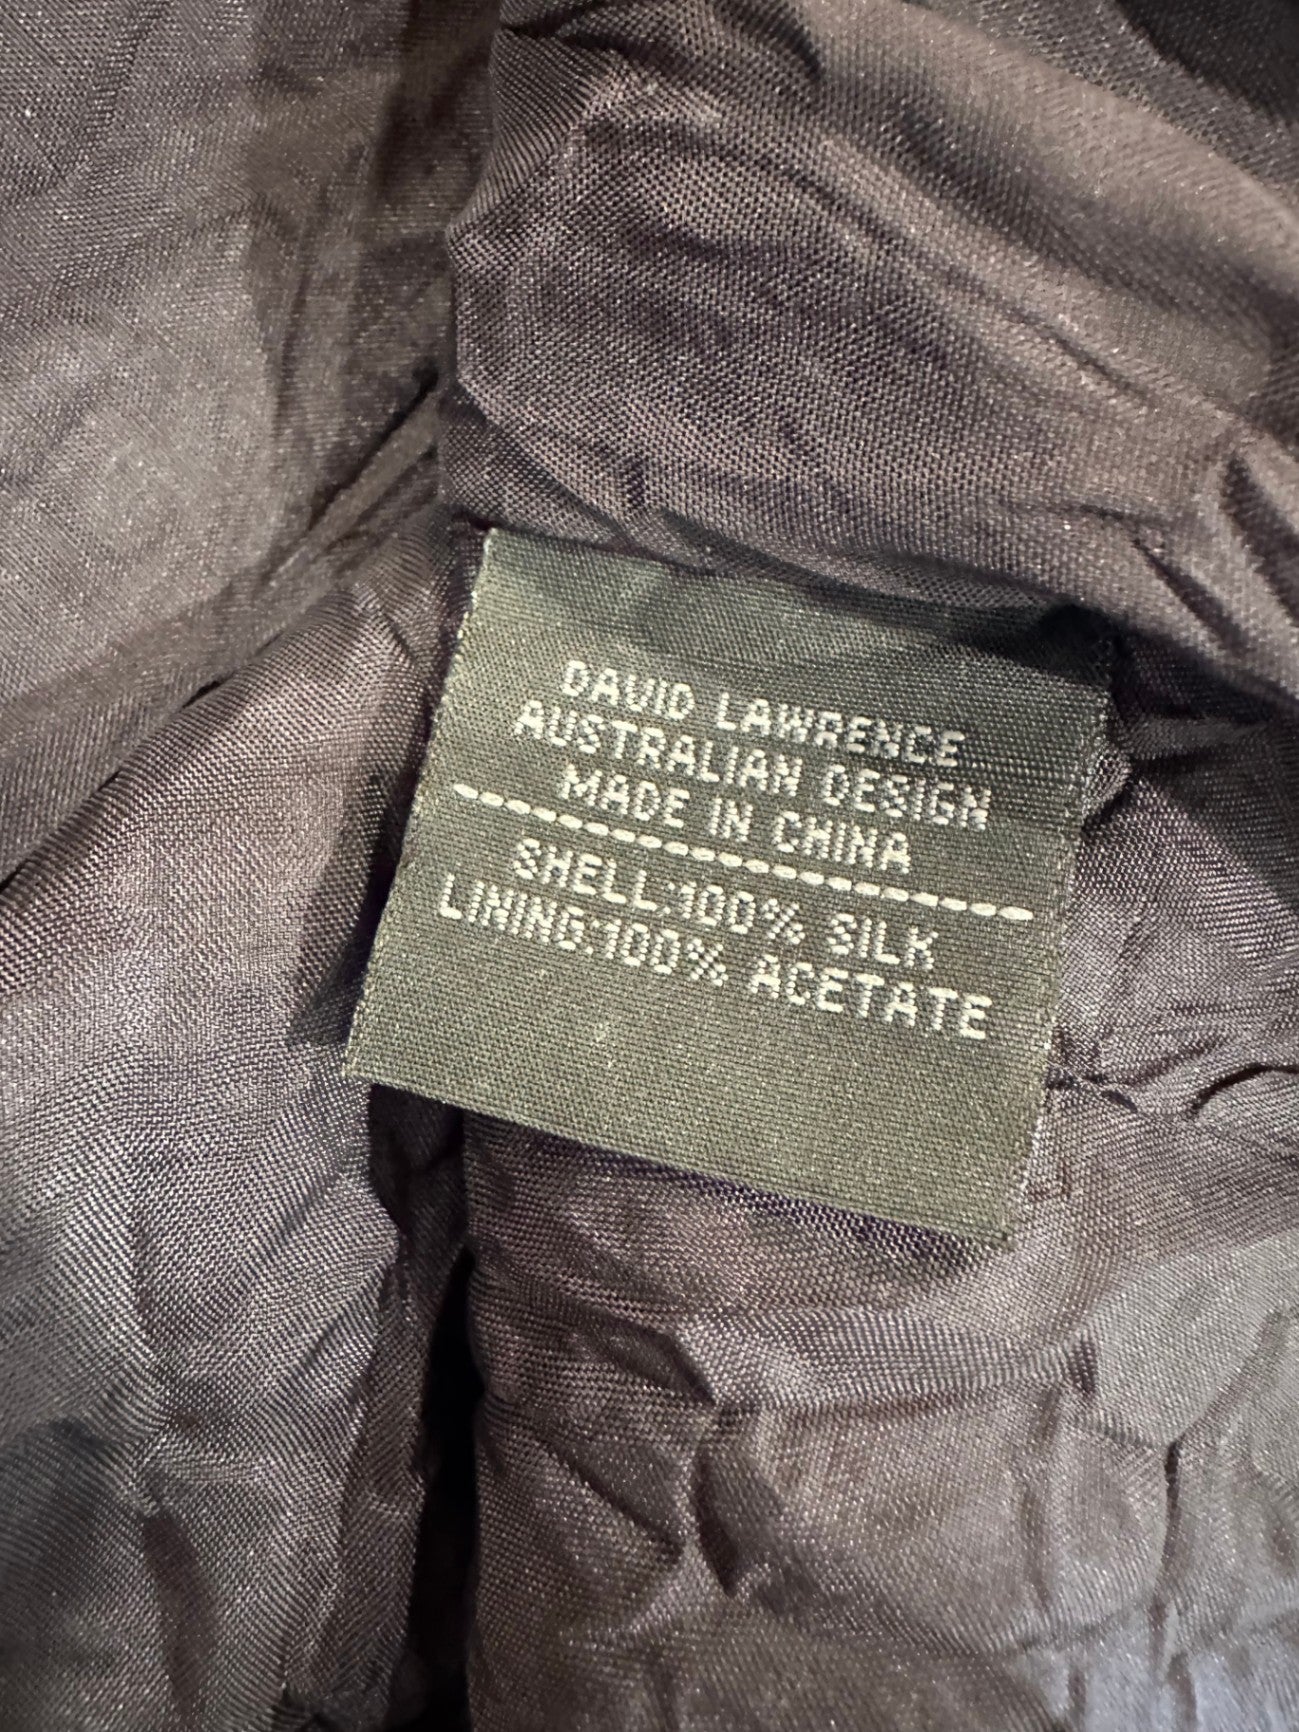 DAVID LAWRENCE
AUSTRALIAN DESIGN
MADE IN CHINA
SHELL:100% SILK
LINING:100% ACETATE